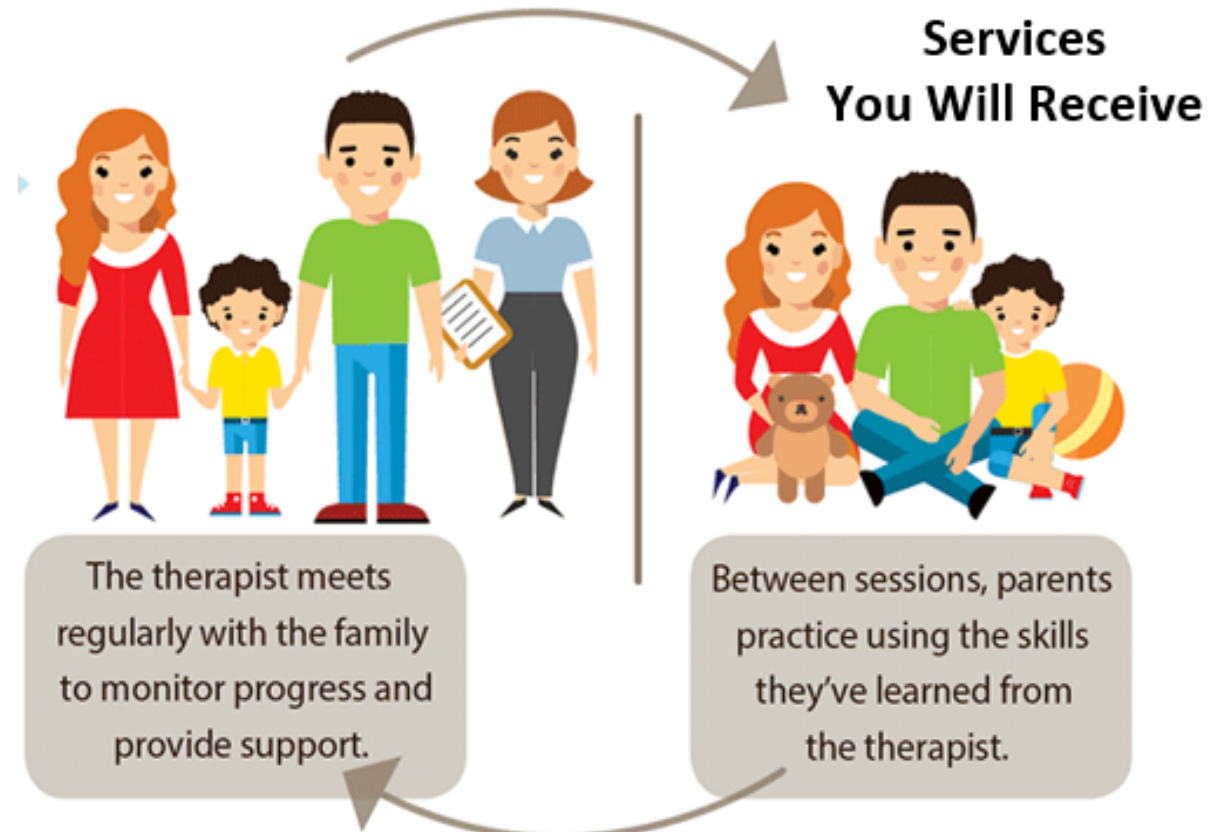 Services
You Will Receive
The therapist meets
regularly with the family
to monitor progress and
provide support.
Between sessions, parents
practice using the skills
they’ve learned from
the therapist.